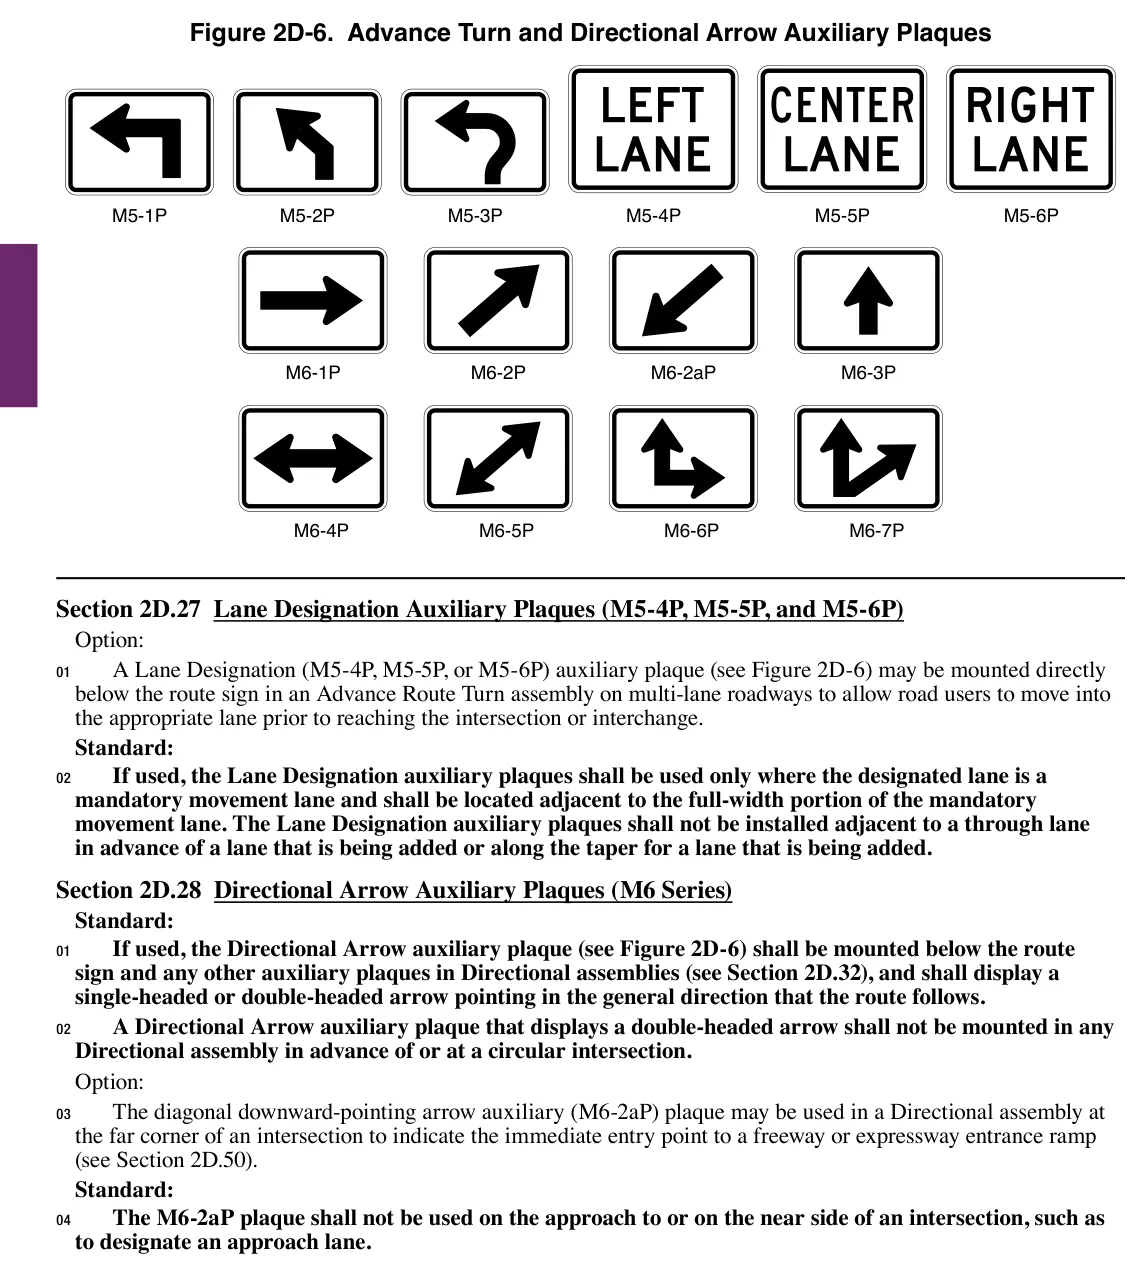 Figure 2D-6. Advance Turn and Directional Arrow Auxiliary Plaques
LEFT
LANE
CENTER
LANE
RIGHT
LANE
M5-1P
M5-2P
M5-3P
M5-4P
M5-5P
M5-6P
M6-1P
M6-2P
M6-2aP
M6-3P
M6-4P
M6-5P
M6-6P
M6-7P
Section 2D.27 Lane Designation Auxiliary Plaques (M5-4P, M5-5P, and M5-6P)
Option:
01 A Lane Designation (M5-4P, M5-5P, or M5-6P) auxiliary plaque (see Figure 2D-6) may be mounted directly
below the route sign in an Advance Route Turn assembly on multi-lane roadways to allow road users to move into
the appropriate lane prior to reaching the intersection or interchange.
Standard:
02 If used, the Lane Designation auxiliary plaques shall be used only where the designated lane is a
mandatory movement lane and shall be located adjacent to the full-width portion of the mandatory
movement lane. The Lane Designation auxiliary plaques shall not be installed adjacent to a through lane
in advance of a lane that is being added or along the taper for a lane that is being added.
Section 2D.28 Directional Arrow Auxiliary Plaques (M6 Series)
Standard:
01 If used, the Directional Arrow auxiliary plaque (see Figure 2D-6) shall be mounted below the route
sign and any other auxiliary plaques in Directional assemblies (see Section 2D.32), and shall display a
single-headed or double-headed arrow pointing in the general direction that the route follows.
02 A Directional Arrow auxiliary plaque that displays a double-headed arrow shall not be mounted in any
Directional assembly in advance of or at a circular intersection.
Option:
03 The diagonal downward-pointing arrow auxiliary (M6-2aP) plaque may be used in a Directional assembly at
the far corner of an intersection to indicate the immediate entry point to a freeway or expressway entrance ramp
(see Section 2D.50).
Standard:
04 The M6-2aP plaque shall not be used on the approach to or on the near side of an intersection, such as
to designate an approach lane.